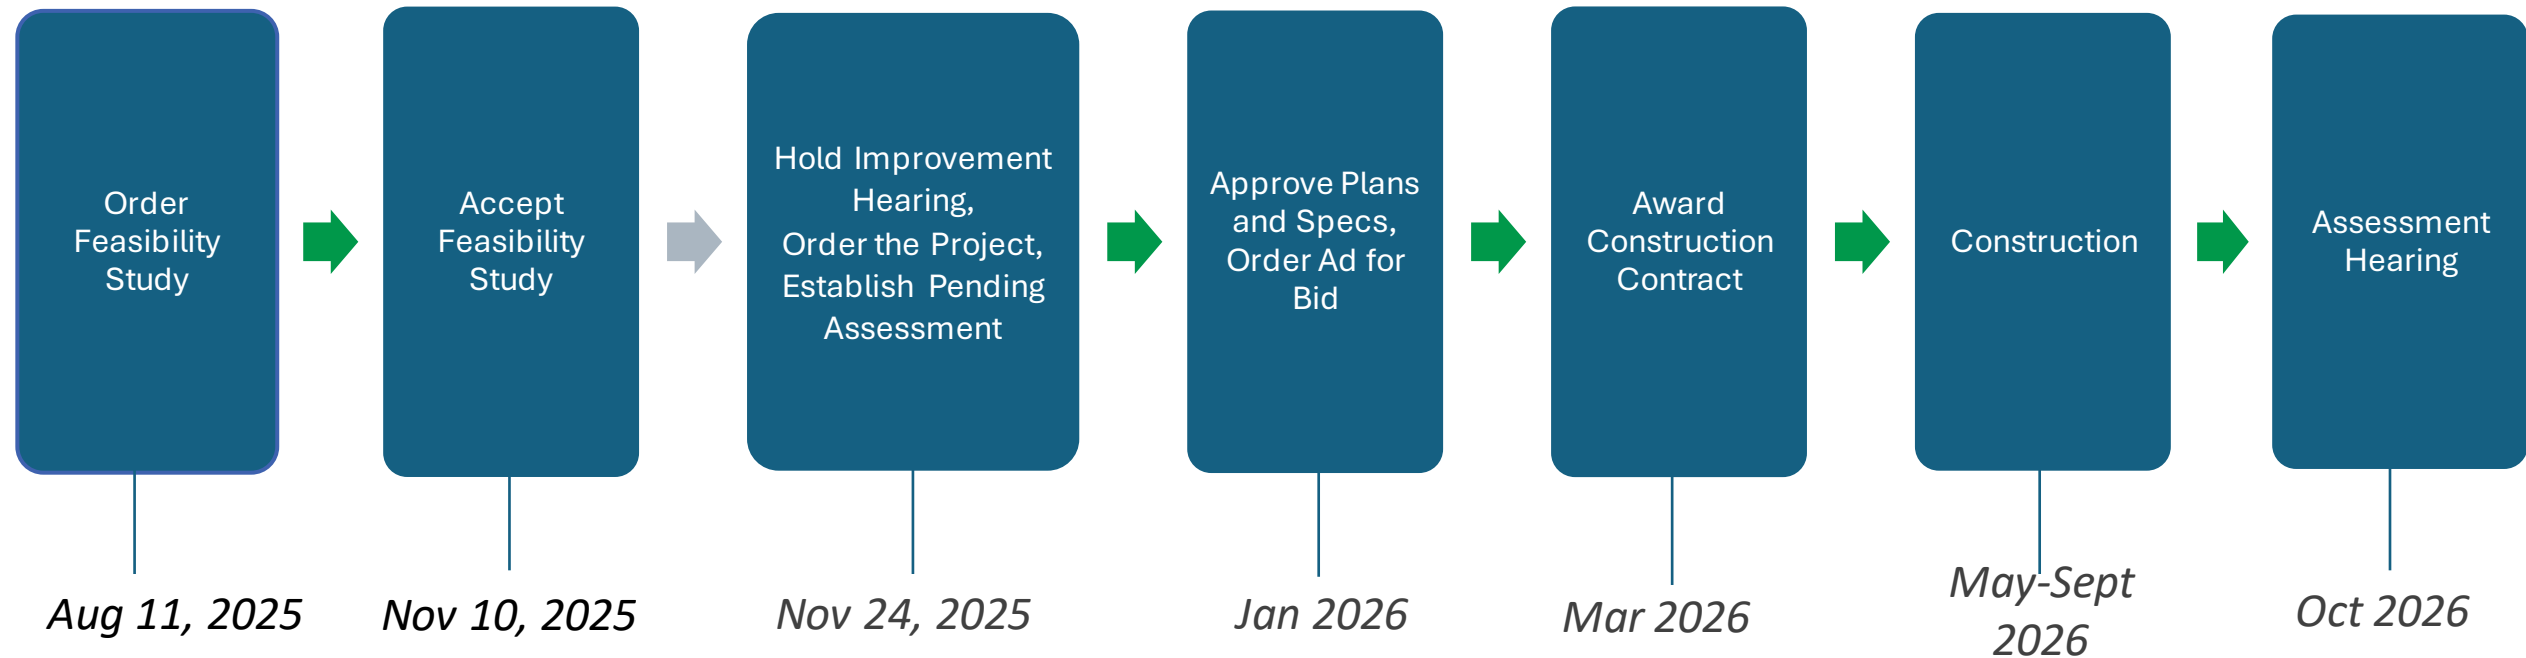 Order
Feasibility
Study
Accept
Feasibility
Study
Hold Improvement
Hearing,
Order the Project,
Establish Pending
Assessment
Approve Plans
and Specs,
Order Ad for
Bid
Award
Construction
Contract
Construction
Assessment
Hearing
Aug 11, 2025
Nov 10, 2025
Nov 24, 2025
Jan 2026
Mar 2026
May-Sept
2026
Oct 2026